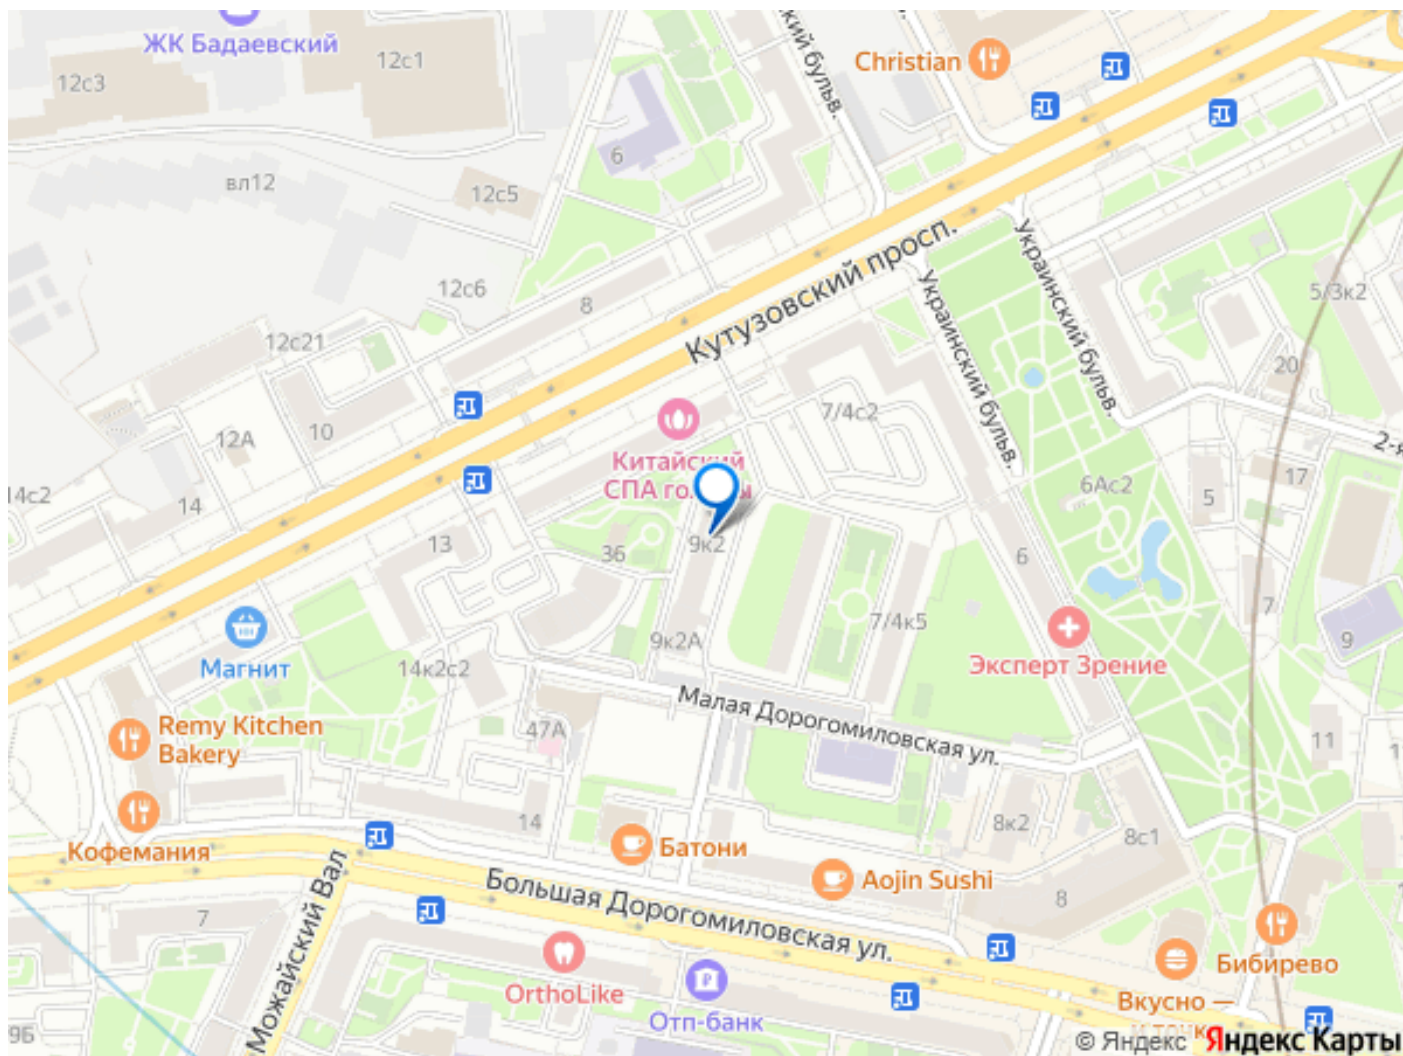 ЖК Бадаевский
12с1
12с3
Christian
6
вл12
12с5
Кутузовский просп.
Украинский бульв.
Украинский бульв.
12с6
8
5/3к2
12с21
20
10
12А
7/4с2
Китайский
14с2
17
6Ас2
5
13
36
9к2
6
7
7/4к5
9
9к2А
Магнит
14к2с2
Эксперт Зрение
Малая Дорогомиловская ул.
Remy Kitchen
Bakery
47А
11
14
8к2
8с1
Кофемания
Батони
Aojin Sushi
Большая Дорогомиловская ул.
Можайский Вал
7
8
OrthoLike
Отп-банк
Бибирево
Вкусно —
9Б
© Яндекс Яндекс Карты